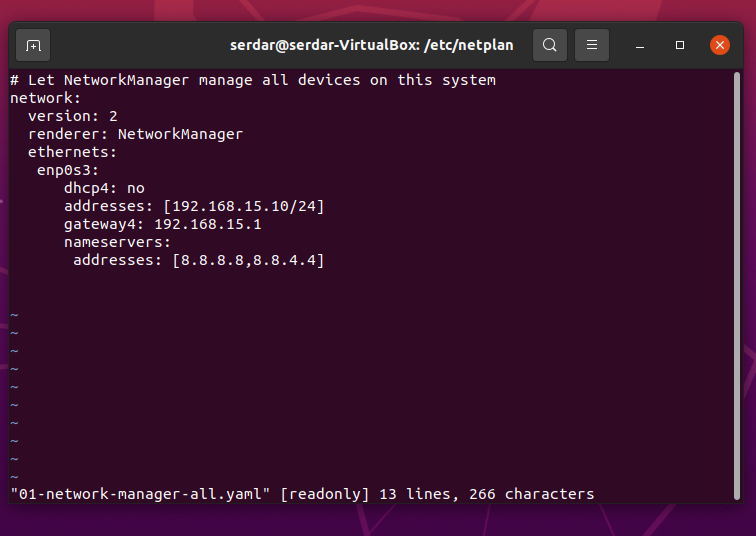 serdar@serdar-VirtualBox: /etc/netplan
# Let NetworkManager manage all devices on this system
network:
  version: 2
  renderer: NetworkManager
  ethernets:
   enp0s3:
      dhcp4: no
      addresses: [192.168.15.10/24]
      gateway4: 192.168.15.1
      nameservers:
       addresses: [8.8.8.8,8.8.4.4]
~
~
~
~
~
~
~
~
~
~
"01-network-manager-all.yaml" [readonly] 13 lines, 266 characters